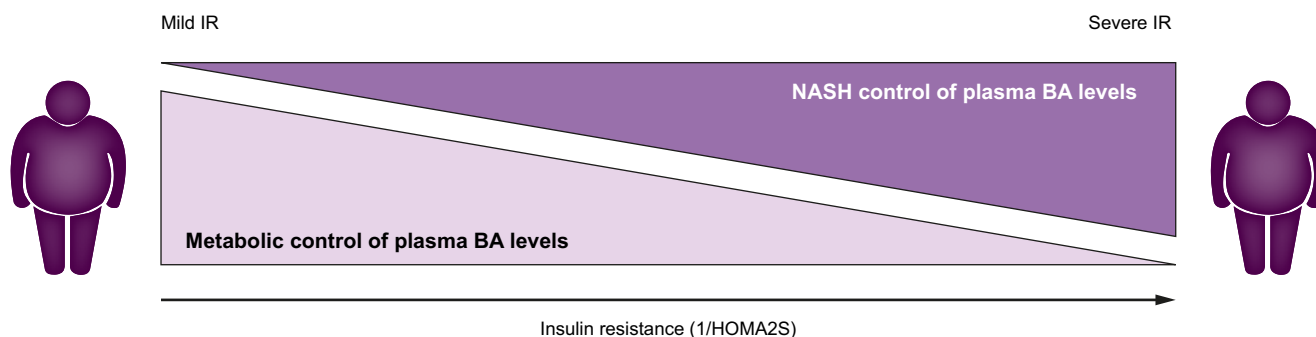 Mild IR
Severe IR
NASH control of plasma BA levels
Metabolic control of plasma BA levels
Insulin resistance (1/HOMA2S)